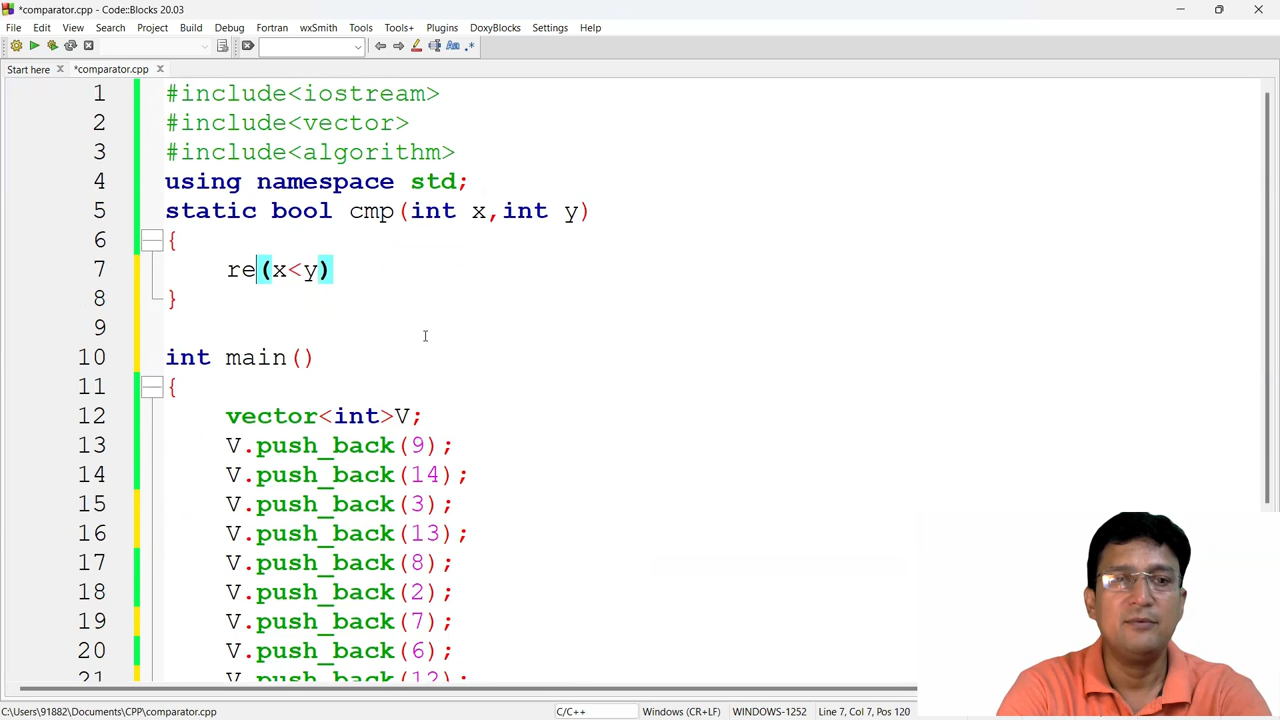 *comparator.cpp - Code::Blocks 20.03
File Edit View Search Project Build Debug Fortran wxSmith Tools Tools+ Plugins DoxyBlocks Settings Help
Start here *comparator.cpp
1 #include<iostream>
2 #include<vector>
3 #include<algorithm>
4 using namespace std;
5 static bool cmp(int x,int y)
6 {
7 re(x<y)
8 }
9
10 int main()
11 {
12 vector<int>V;
13 V.push_back(9);
14 V.push_back(14);
15 V.push_back(3);
16 V.push_back(13);
17 V.push_back(8);
18 V.push_back(2);
19 V.push_back(7);
20 V.push_back(6);
21 V.push_back(12);
C:\Users\91882\Documents\CPP\comparator.cpp C/C++ Windows (CR+LF) WINDOWS-1252 Line 7, Col 7, Pos 120